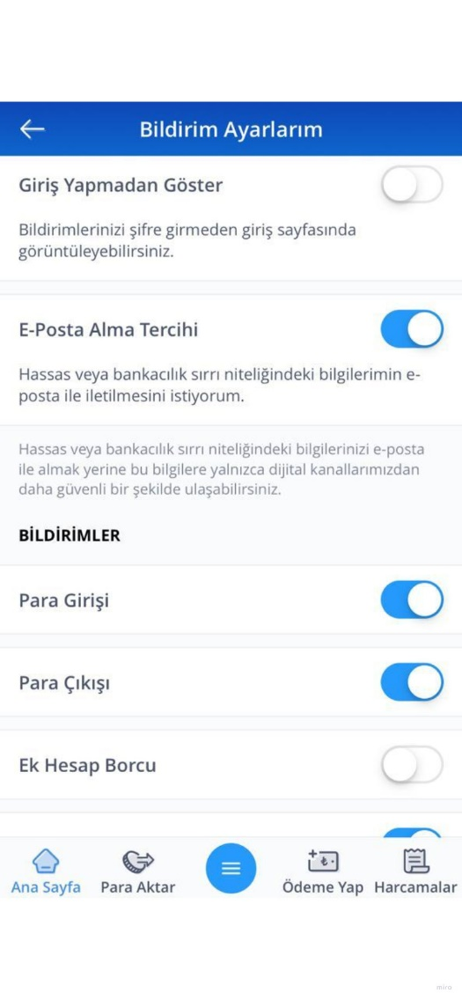 Bildirim Ayarlarım
Giriş Yapmadan Göster
Bildirimlerinizi şifre girmeden giriş sayfasında
görüntüleyebilirsiniz.
E-Posta Alma Tercihi
Hassas veya bankacılık sırrı niteliğindeki bilgilerimin e-
posta ile iletilmesini istiyorum.
Hassas veya bankacılık sırrı niteliğindeki bilgilerinizi e-posta
ile almak yerine bu bilgilere yalnızca dijital kanallarımızdan
daha güvenli bir şekilde ulaşabilirsiniz.
BİLDİRİMLER
Para Girişi
Para Çıkışı
Ek Hesap Borcu
Ana Sayfa
Para Aktar
Ödeme Yap
Harcamalar
miro